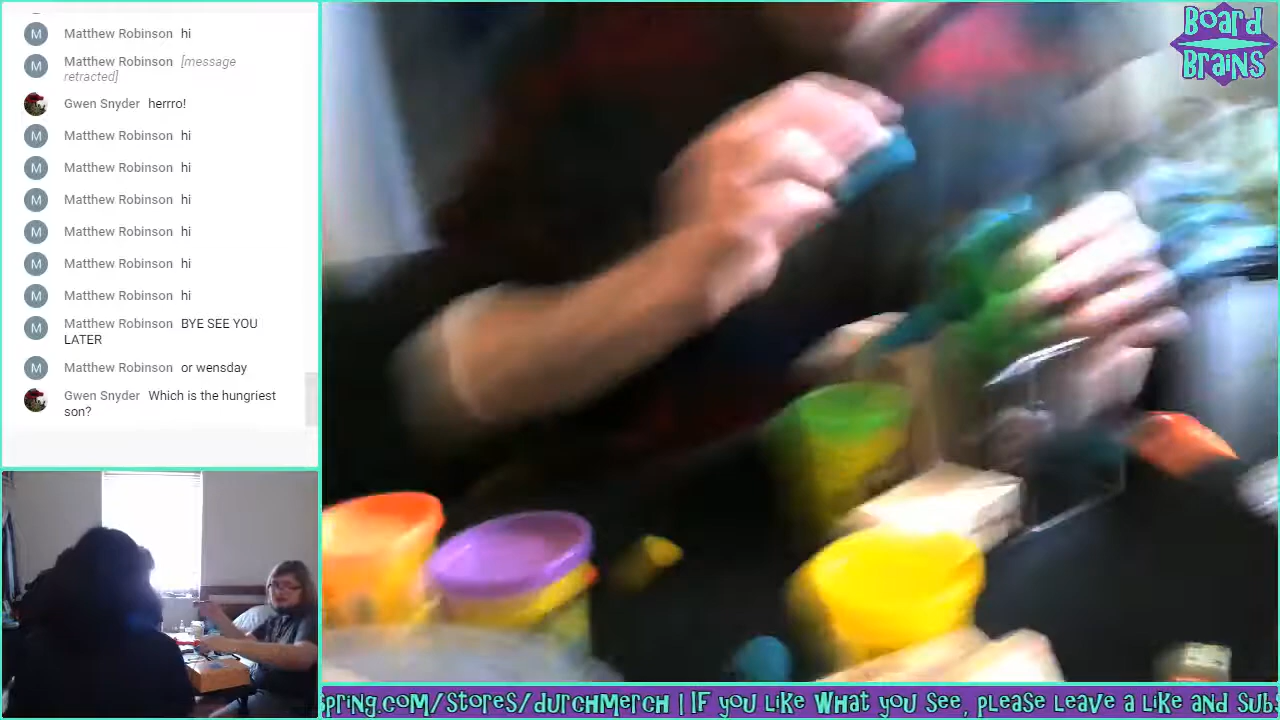 Matthew Robinson hi
M Matthew Robinson [message
retracted]
Gwen Snyder herrro!
M Matthew Robinson hi
M Matthew Robinson hi
M Matthew Robinson hi
M Matthew Robinson hi
M Matthew Robinson hi
M Matthew Robinson hi
M Matthew Robinson BYE SEE YOU
LATER
M Matthew Robinson or wensday
Gwen Snyder Which is the hungriest
son?
Board
Brains
spring.com/stores/durchmerch | If you like what you see, please leave a like and Subs